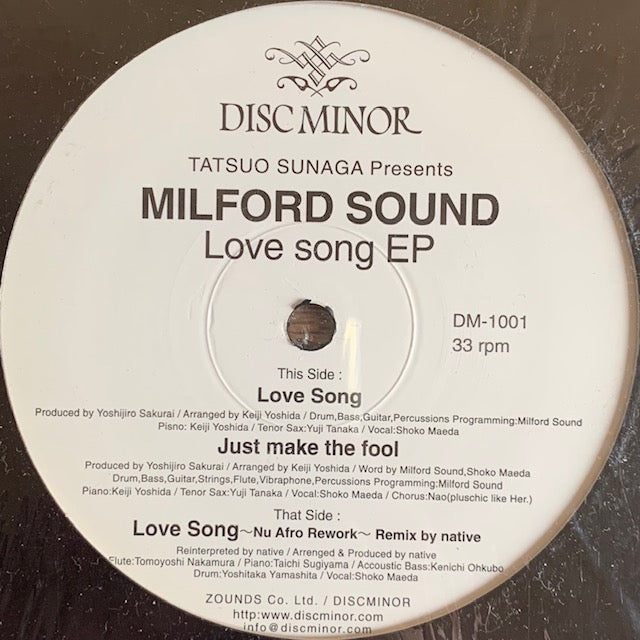 DISC MINOR
TATSUO SUNAGA Presents
MILFORD SOUND
Love song EP
DM-1001
33 rpm
This Side :
Love Song
Produced by Yoshijiro Sakurai / Arranged by Keiji Yoshida / Drum,Bass,Guitar,Percussions Programming:Milford Sound
Pisno: Keiji Yoshida / Tenor Sax:Yuji Tanaka / Vocal:Shoko Maeda
Just make the fool
Produced by Yoshijiro Sakurai / Arranged by Keiji Yoshida / Word by Milford Sound,Shoko Maeda
Drum,Bass,Guitar,Strings,Flute,Vibraphone,Percussions Programming:Milford Sound
Piano:Keiji Yoshida / Tenor Sax:Yuji Tanaka / Vocal:Shoko Maeda / Chorus:Nao(pluschic like Her.)
That Side :
Love Song～Nu Afro Rework～ Remix by native
Reinterpreted by native / Arranged & Produced by native
Flute:Tomoyoshi Nakamura / Piano:Taichi Sugiyama / Accoustic Bass:Kenichi Ohkubo
Drum:Yoshitaka Yamashita / Vocal:Shoko Maeda
ZOUNDS Co. Ltd. / DISCMINOR
http:www.discminor.com
info@discminor.com